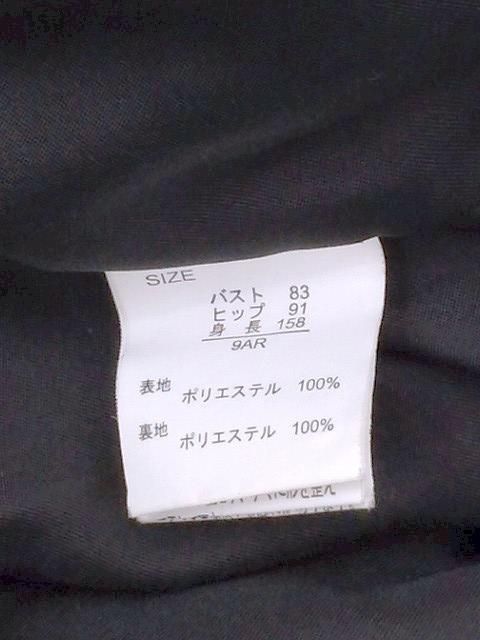 SIZE
バスト 83
ヒップ 91
身長 158
9AR
表地 ポリエステル 100%
裏地 ポリエステル 100%